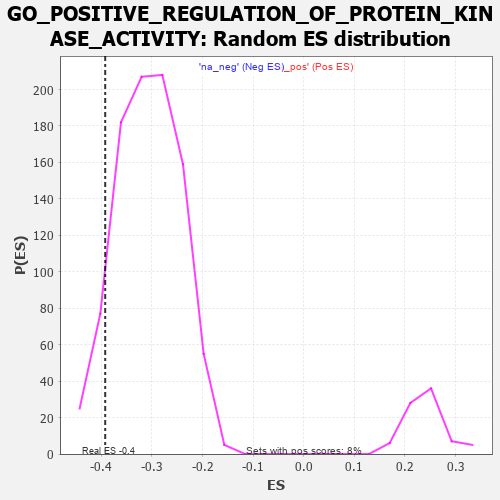 GO_POSITIVE_REGULATION_OF_PROTEIN_KIN
ASE_ACTIVITY: Random ES distribution
'na_neg' (Neg ES)_pos' (Pos ES)
200
180
160
140
120
100
80
60
40
20
0
P(ES)
Real ES -0.4
Sets with pos scores: 8%
-0.4 -0.3 -0.2 -0.1 0.0 0.1 0.2 0.3
ES